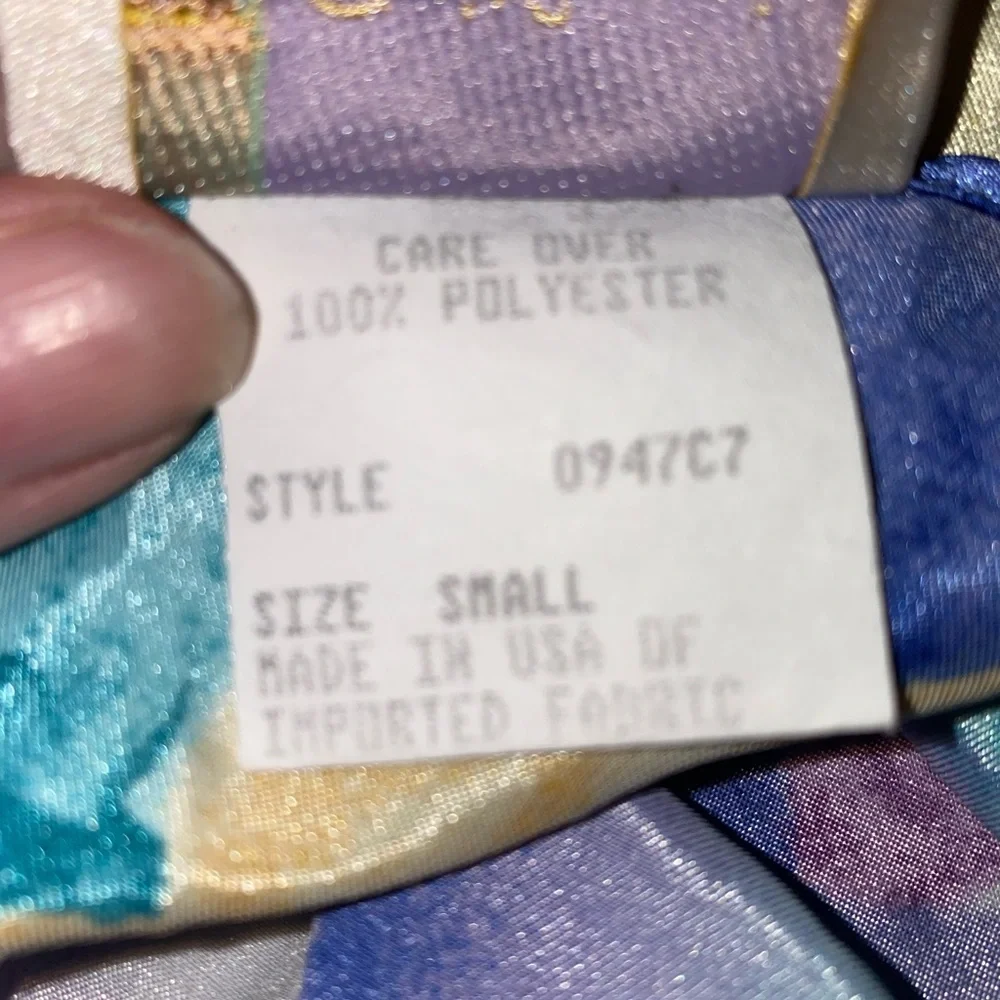 CARE OVER
100% POLYESTER
STYLE 0947C7
SIZE SMALL
MADE IN USA OF
IMPORTED FABRIC